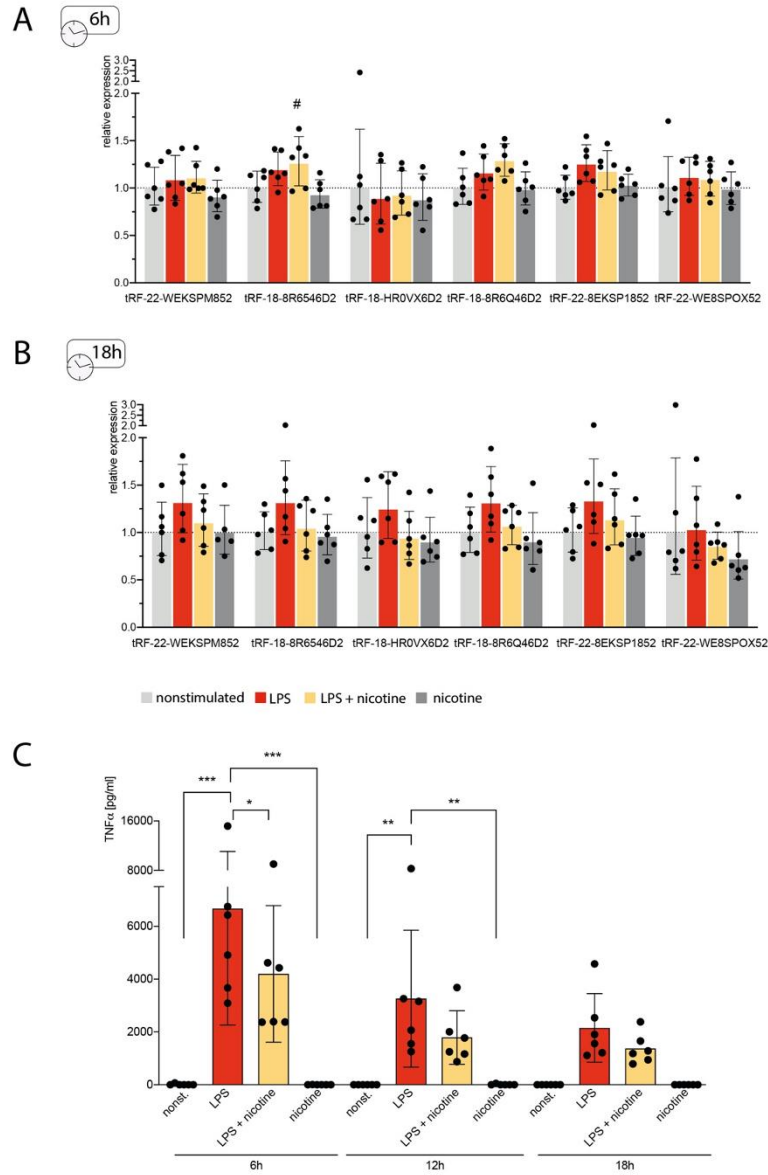 A
6h
relative expression
3.0
2.5
2.0
2.0
1.5
1.0
0.5
0.0
#
tRF-22-WEKSPM852 tRF-18-8R6546D2 tRF-18-HR0VX6D2 tRF-18-8R6Q46D2 tRF-22-8EKSP1852 tRF-22-WE8SPOX52
B
18h
relative expression
3.0
2.5
2.0
2.0
1.5
1.0
0.5
0.0
tRF-22-WEKSPM852 tRF-18-8R6546D2 tRF-18-HR0VX6D2 tRF-18-8R6Q46D2 tRF-22-8EKSP1852 tRF-22-WE8SPOX52
nonstimulated LPS LPS + nicotine nicotine
C
TNFα [pg/ml]
16000
8000
6000
4000
2000
0
***
***
*
**
**
nonst. LPS LPS + nicotine nicotine nonst. LPS LPS + nicotine nicotine nonst. LPS LPS + nicotine nicotine
6h 12h 18h